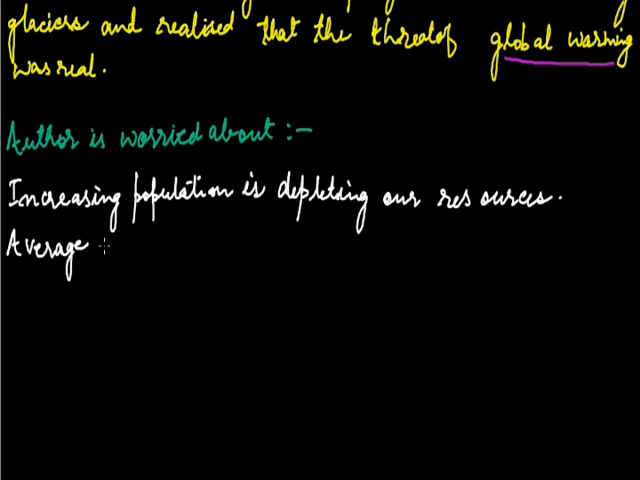 glaciers and realised that the threat of global warming
was real.
Author is worried about :-
Increasing population is depleting our resources.
Average